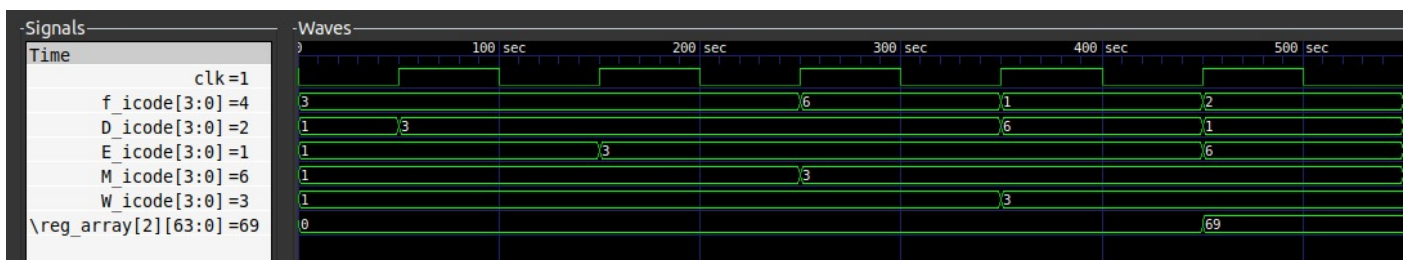 Signals Waves
Time 0 100 sec 200 sec 300 sec 400 sec 500 sec
clk=1
f_icode[3:0]=4 3 6 1 2
D_icode[3:0]=2 1 3 6 1
E_icode[3:0]=1 1 3 6
M_icode[3:0]=6 1 3
W_icode[3:0]=3 1 3
\reg_array[2][63:0]=69 0 69